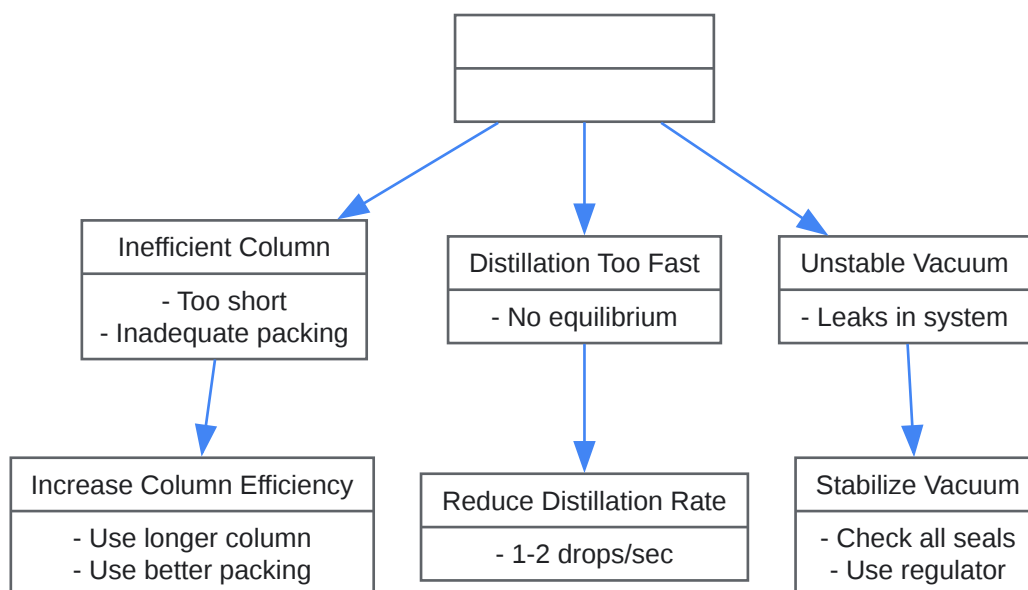 Inefficient Column
- Too short
- Inadequate packing
Distillation Too Fast
- No equilibrium
Unstable Vacuum
- Leaks in system
Increase Column Efficiency
- Use longer column
- Use better packing
Reduce Distillation Rate
- 1-2 drops/sec
Stabilize Vacuum
- Check all seals
- Use regulator